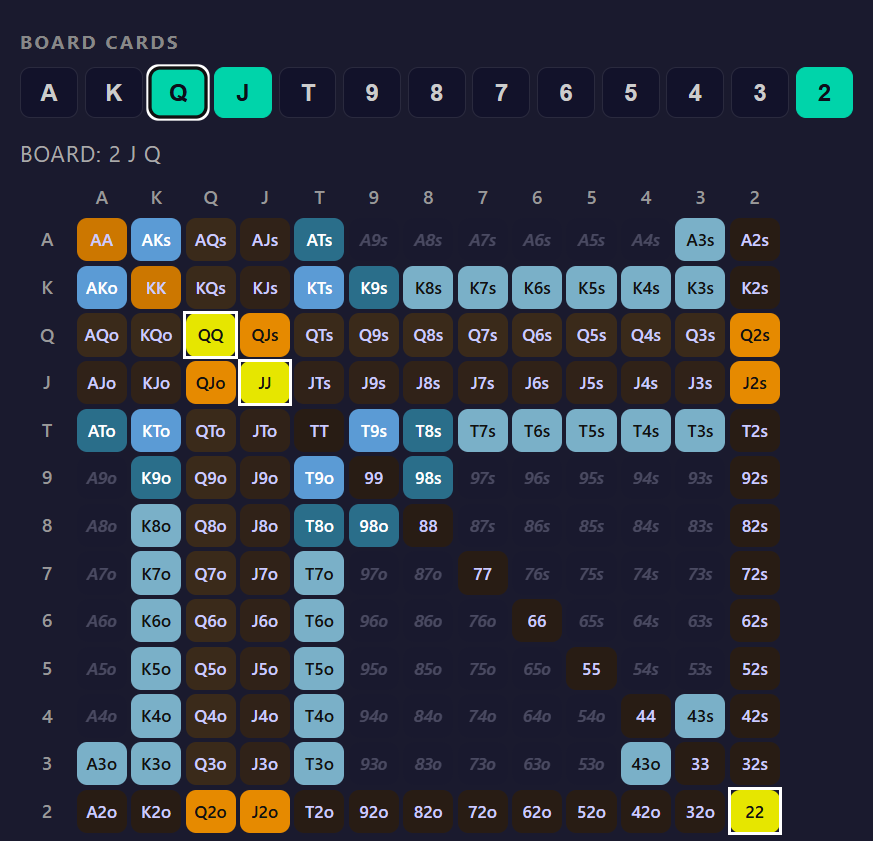 BOARD CARDS
A K Q J T 9 8 7 6 5 4 3 2
BOARD: 2 J Q
A K Q J T 9 8 7 6 5 4 3 2
A AA AKs AQs AJs ATs A9s A8s A7s A6s A5s A4s A3s A2s
K AKo KK KQs KJs KTs K9s K8s K7s K6s K5s K4s K3s K2s
Q AQo KQo QQ QJs QTs Q9s Q8s Q7s Q6s Q5s Q4s Q3s Q2s
J AJo KJo QJo JJ JTs J9s J8s J7s J6s J5s J4s J3s J2s
T ATo KTo QTo JTo TT T9s T8s T7s T6s T5s T4s T3s T2s
9 A9o K9o Q9o J9o T9o 99 98s 97s 96s 95s 94s 93s 92s
8 A8o K8o Q8o J8o T8o 98o 88 87s 86s 85s 84s 83s 82s
7 A7o K7o Q7o J7o T7o 97o 87o 77 76s 75s 74s 73s 72s
6 A6o K6o Q6o J6o T6o 96o 86o 76o 66 65s 64s 63s 62s
5 A5o K5o Q5o J5o T5o 95o 85o 75o 65o 55 54s 53s 52s
4 A4o K4o Q4o J4o T4o 94o 84o 74o 64o 54o 44 43s 42s
3 A3o K3o Q3o J3o T3o 93o 83o 73o 63o 53o 43o 33 32s
2 A2o K2o Q2o J2o T2o 92o 82o 72o 62o 52o 42o 32o 22